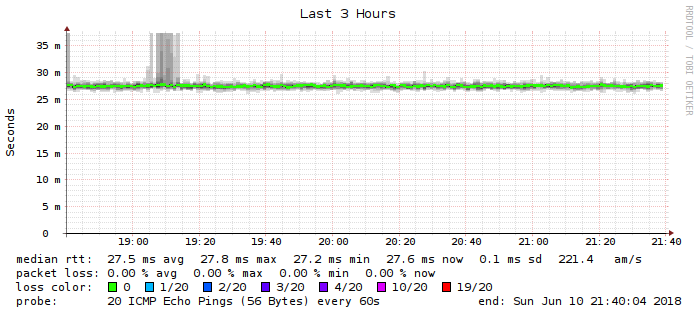 Last 3 Hours
RRDTOOL / TOBI OETIKER
Seconds
35 m
30 m
25 m
20 m
15 m
10 m
5 m
0
19:00 19:20 19:40 20:00 20:20 20:40 21:00 21:20 21:40
median rtt: 27.5 ms avg 27.8 ms max 27.2 ms min 27.6 ms now 0.1 ms sd 221.4 am/s
packet loss: 0.00 % avg 0.00 % max 0.00 % min 0.00 % now
loss color: 0 1/20 2/20 3/20 4/20 10/20 19/20
probe: 20 ICMP Echo Pings (56 Bytes) every 60s end: Sun Jun 10 21:40:04 2018